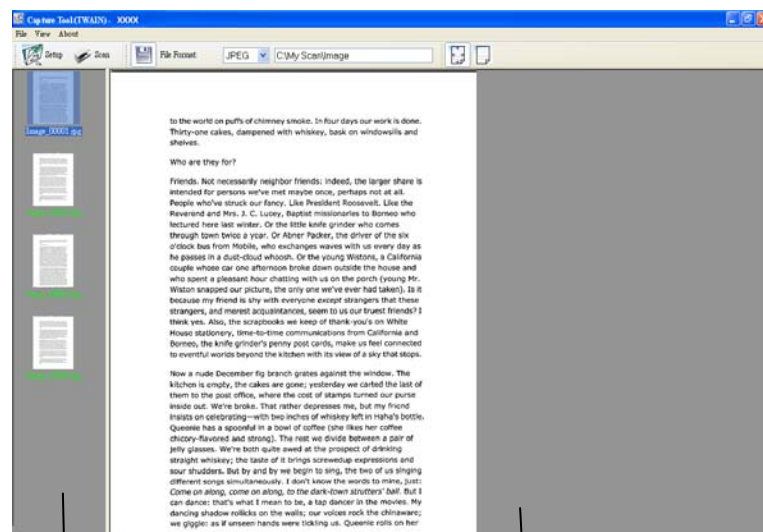 Capture Tool(TWAIN) - XXXX
File View About
Setup Scan File Format: JPEG C:\My Scan\Image
Image_00001.jpg
to the world on puffs of chimney smoke. In four days our work is done.
Thirty-one cakes, dampened with whiskey, bask on windowsills and
shelves.
Who are they for?
Friends. Not necessarily neighbor friends: indeed, the larger share is
intended for persons we've met maybe once, perhaps not at all.
People who've struck our fancy. Like President Roosevelt. Like the
Reverend and Mrs. J. C. Lucey, Baptist missionaries to Borneo who
lectured here last winter. Or the little knife grinder who comes
through town twice a year. Or Abner Packer, the driver of the six
o'clock bus from Mobile, who exchanges waves with us every day as
he passes in a dust-cloud whoosh. Or the young Wistons, a California
couple whose car one afternoon broke down outside the house and
who spent a pleasant hour chatting with us on the porch (young Mr.
Wiston snapped our picture, the only one we've ever had taken). Is it
because my friend is shy with everyone except strangers that these
strangers, and merest acquaintances, seem to us our truest friends? I
think yes. Also, the scrapbooks we keep of thank-you's on White
House stationery, time-to-time communications from California and
Borneo, the knife grinder's penny post cards, make us feel connected
to eventful worlds beyond the kitchen with its view of a sky that stops.
Now a nude December fig branch grates against the window. The
kitchen is empty, the cakes are gone; yesterday we carted the last of
them to the post office, where the cost of stamps turned our purse
inside out. We're broke. That rather depresses me, but my friend
insists on celebrating—with two inches of whiskey left in Haha's bottle.
Queenie has a spoonful in a bowl of coffee (she likes her coffee
chicory-flavored and strong). The rest we divide between a pair of
jelly glasses. We're both quite awed at the prospect of drinking
straight whiskey; the taste of it brings screwedup expressions and
sour shudders. But by and by we begin to sing, the two of us singing
different songs simultaneously. I don't know the words to mine, just:
Come on along, come on along, to the dark-town strutters' ball. But I
can dance: that's what I mean to be, a tap dancer in the movies. My
dancing shadow rollicks on the walls; our voices rock the chinaware;
we giggle: as if unseen hands were tickling us. Queenie rolls on her